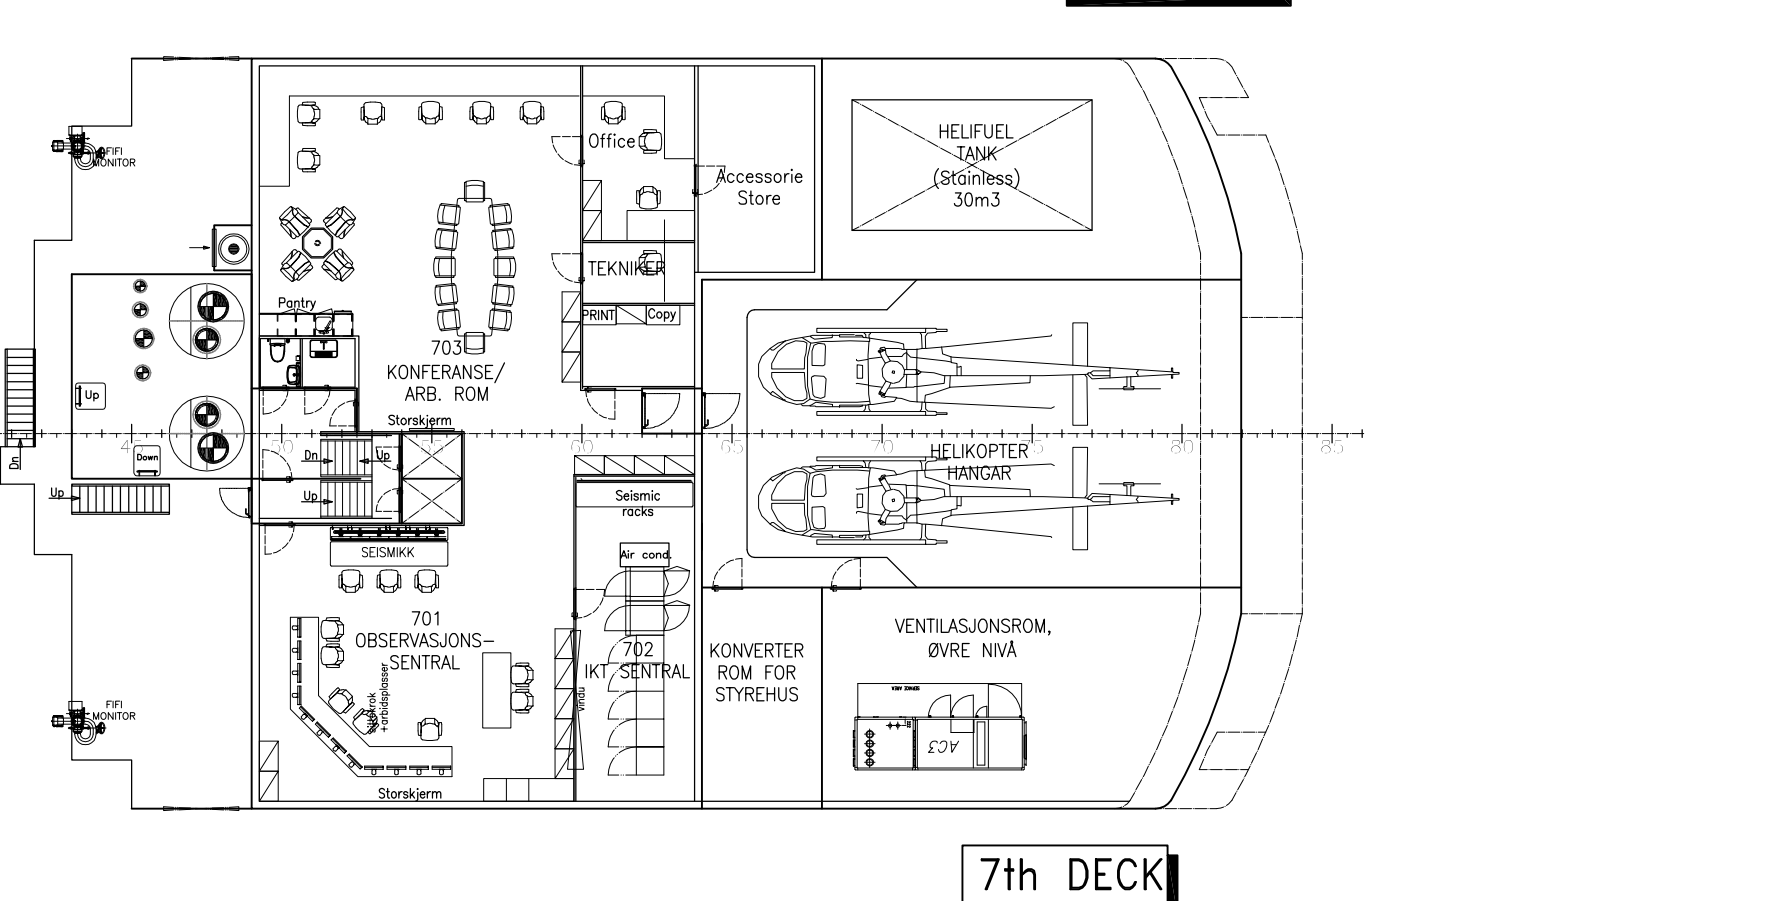 FIFI
MONITOR
Office
Accessorie
Store
HELIFUEL
TANK
(Stainless)
30m3
TEKNIKER
Pantry
PRINT
Copy
703
KONFERANSE/
ARB. ROM
Storskjerm
Up
Down
Dn
Up
Dn
Up
Up
45
50
55
60
65
70
75
80
85
HELIKOPTER
HANGAR
Seismic
racks
SEISMIKK
Air cond.
701
OBSERVASJONS-
SENTRAL
+arbidsplasser
702
IKT SENTRAL
vindu
KONVERTER
ROM FOR
STYREHUS
VENTILASJONSROM,
ØVRE NIVÅ
SERVICE AREA
AC3
FIFI
MONITOR
Storskjerm
7th DECK